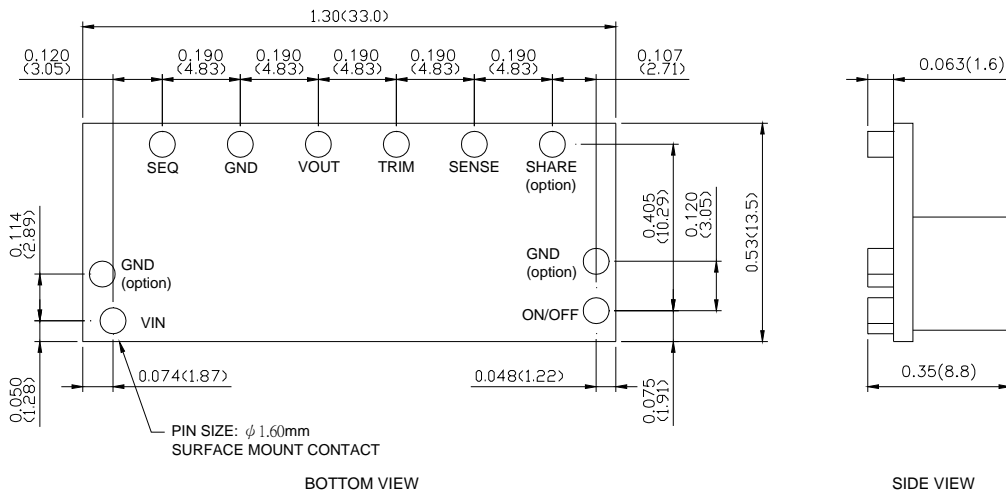 1.30(33.0)
0.120
(3.05)
0.190
(4.83)
0.190
(4.83)
0.190
(4.83)
0.190
(4.83)
0.190
(4.83)
0.107
(2.71)
0.063(1.6)
SEQ
GND
VOUT
TRIM
SENSE
SHARE
(option)
0.114
(2.89)
GND
(option)
VIN
GND
(option)
ON/OFF
0.405
(10.29)
0.120
(3.05)
0.53(13.5)
0.050
(1.28)
0.074(1.87)
0.048(1.22)
0.075
(1.91)
0.35(8.8)
PIN SIZE: φ1.60mm
SURFACE MOUNT CONTACT
BOTTOM VIEW
SIDE VIEW